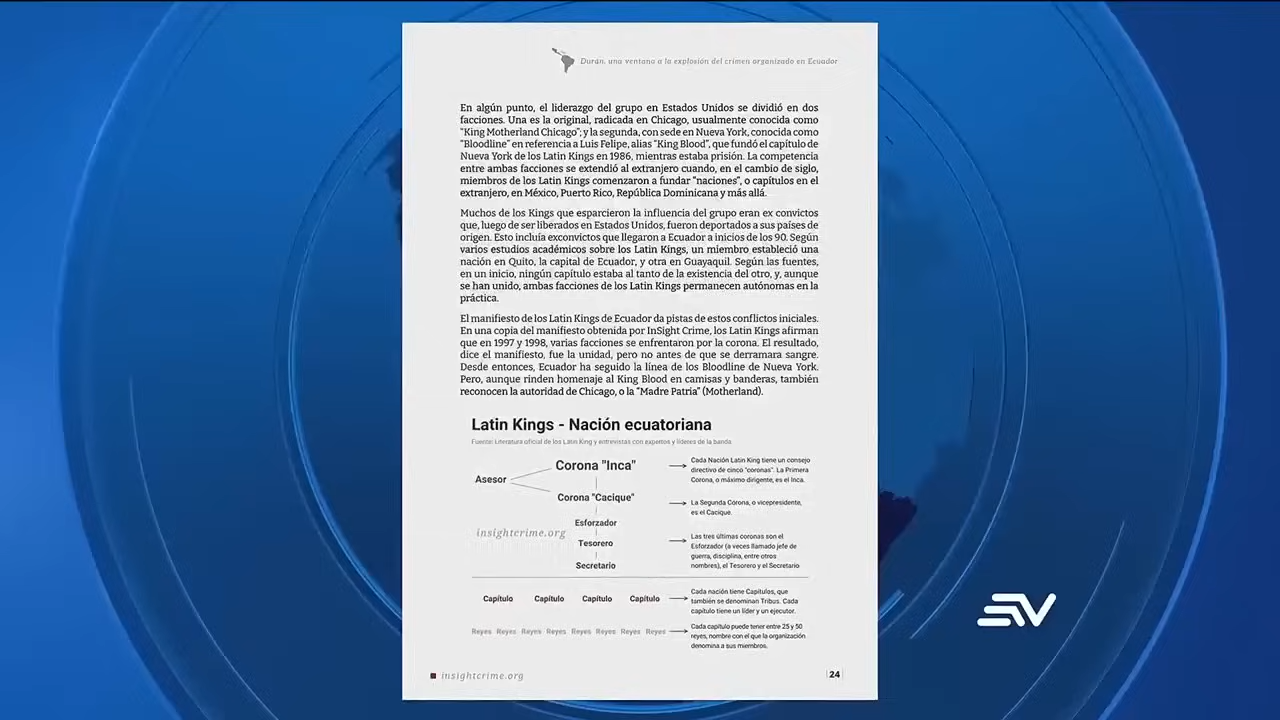 Durán, una ventana a la explosión del crimen organizado en Ecuador
En algún punto, el liderazgo del grupo en Estados Unidos se dividió en dos
facciones. Una es la original, radicada en Chicago, usualmente conocida como
"King Motherland Chicago"; y la segunda, con sede en Nueva York, conocida como
"Bloodline" en referencia a Luis Felipe, alias "King Blood", que fundó el capítulo de
Nueva York de los Latin Kings en 1986, mientras estaba prisión. La competencia
entre ambas facciones se extendió al extranjero cuando, en el cambio de siglo,
miembros de los Latin Kings comenzaron a fundar "naciones", o capítulos en el
extranjero, en México, Puerto Rico, República Dominicana y más allá.
Muchos de los Kings que esparcieron la influencia del grupo eran ex convictos
que, luego de ser liberados en Estados Unidos, fueron deportados a sus países de
origen. Esto incluía exconvictos que llegaron a Ecuador a inicios de los 90. Según
varios estudios académicos sobre los Latin Kings, un miembro estableció una
nación en Quito, la capital de Ecuador, y otra en Guayaquil. Según las fuentes,
en un inicio, ningún capítulo estaba al tanto de la existencia del otro, y, aunque
se han unido, ambas facciones de los Latin Kings permanecen autónomas en la
práctica.
El manifiesto de los Latin Kings de Ecuador da pistas de estos conflictos iniciales.
En una copia del manifiesto obtenida por InSight Crime, los Latin Kings afirman
que en 1997 y 1998, varias facciones se enfrentaron por la corona. El resultado,
dice el manifiesto, fue la unidad, pero no antes de que se derramara sangre.
Desde entonces, Ecuador ha seguido la línea de los Bloodline de Nueva York.
Pero, aunque rinden homenaje al King Blood en camisas y banderas, también
reconocen la autoridad de Chicago, o la "Madre Patria" (Motherland).
Latin Kings - Nación ecuatoriana
Fuente: Literatura oficial de los Latin King y entrevistas con expertos y líderes de la banda
Asesor
Corona "Inca"
Cada Nación Latin King tiene un consejo
directivo de cinco "coronas". La Primera
Corona, o máximo dirigente, es el Inca.
Corona "Cacique"
La Segunda Corona, o vicepresidente,
es el Cacique.
Esforzador
insightcrime.org
Tesorero
Secretario
Las tres últimas coronas son el
Esforzador (a veces llamado jefe de
guerra, disciplina, entre otros
nombres), el Tesorero y el Secretario
Capítulo Capítulo Capítulo Capítulo
Cada nación tiene Capítulos, que
también se denominan Tribus. Cada
capítulo tiene un líder y un ejecutor.
Reyes Reyes Reyes Reyes Reyes Reyes Reyes Reyes
Cada capítulo puede tener entre 25 y 50
reyes, nombre con el que la organización
denomina a sus miembros.
insightcrime.org
24